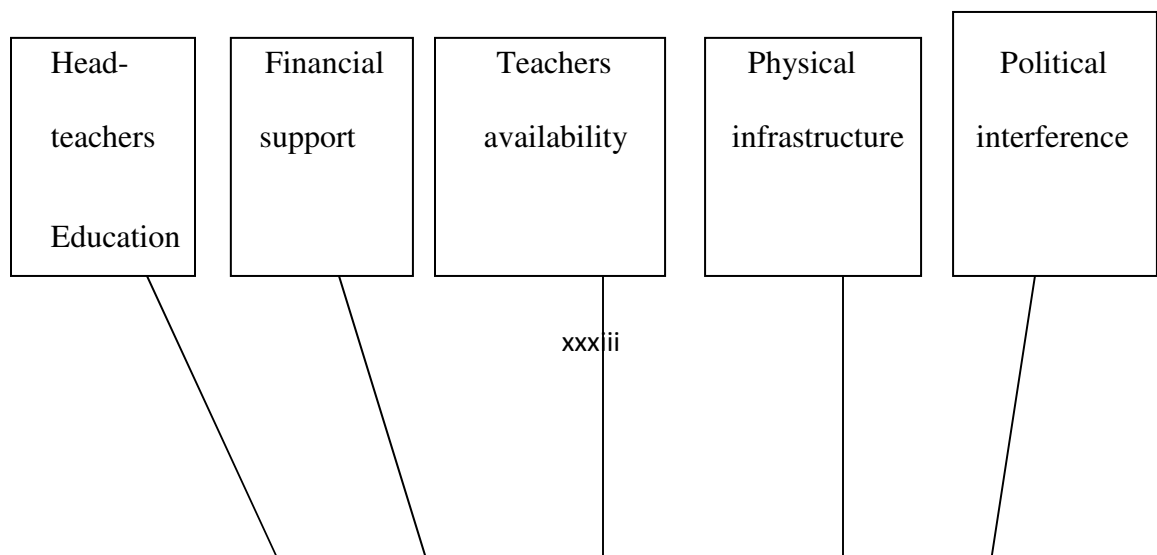 Head-
teachers
Education
Financial
support
Teachers
availability
Physical
infrastructure
Political
interference
xxxiii